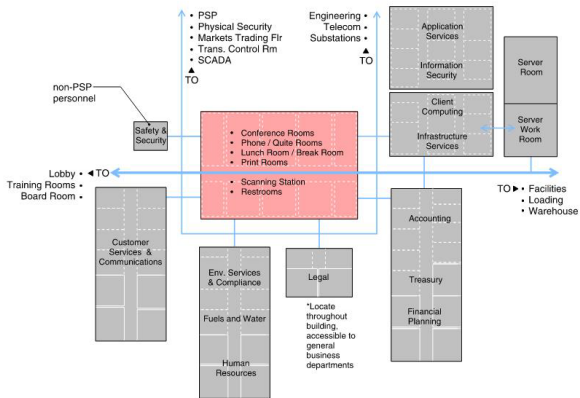 • PSP
• Physical Security
• Markets Trading Flr
• Trans. Control Rm
• SCADA
TO
Engineering •
Telecom •
Substations •
TO
Application
Services
Information
Security
Server
Room
non-PSP
personnel
Safety &
Security
• Conference Rooms
• Phone / Quite Rooms
• Lunch Room / Break Room
• Print Rooms
• Scanning Station
• Restrooms
Client
Computing
Infrastructure
Services
Server
Work
Room
Lobby • ◄ TO
Training Rooms •
Board Room •
TO ► • Facilities
• Loading
• Warehouse
Customer
Services &
Communications
Env. Services
& Compliance
Fuels and Water
Human
Resources
Legal
*Locate
throughout
building,
accessible to
general
business
departments
Accounting
Treasury
Financial
Planning